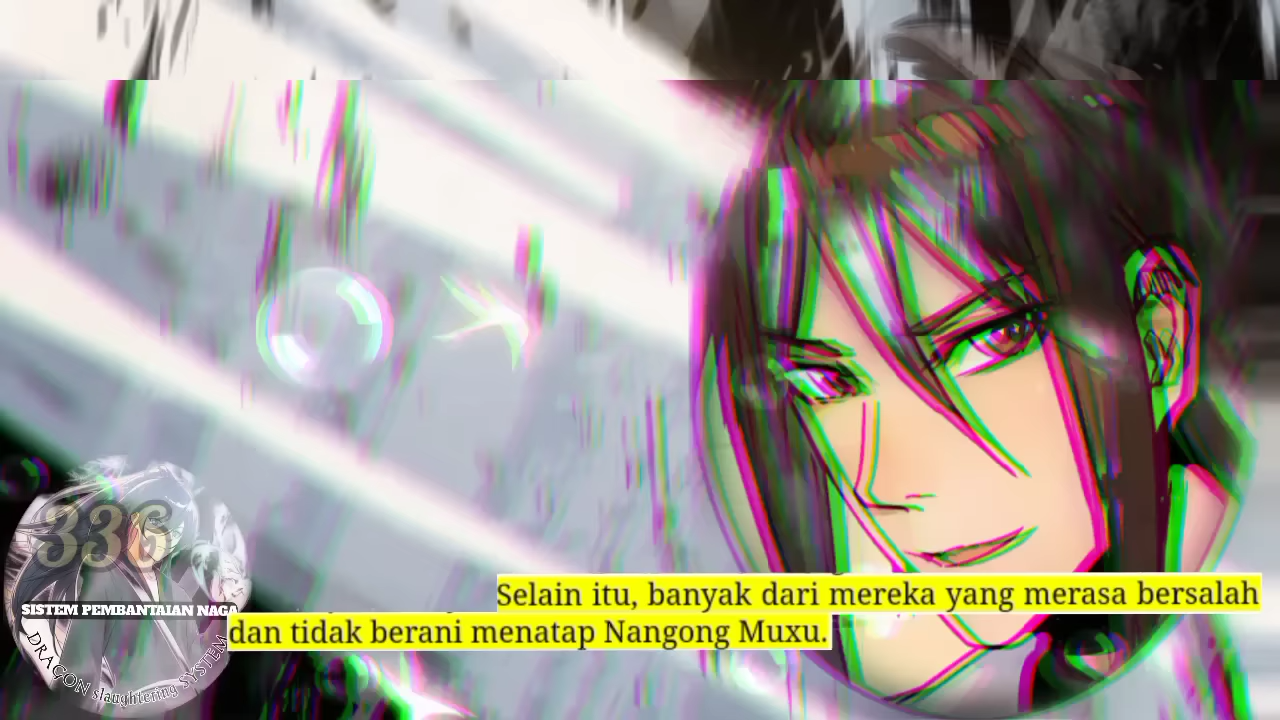 336
SISTEM PEMBANTAIAN NAGA
DRAGON slaughtering SYSTEM
Selain itu, banyak dari mereka yang merasa bersalah
dan tidak berani menatap Nangong Muxu.